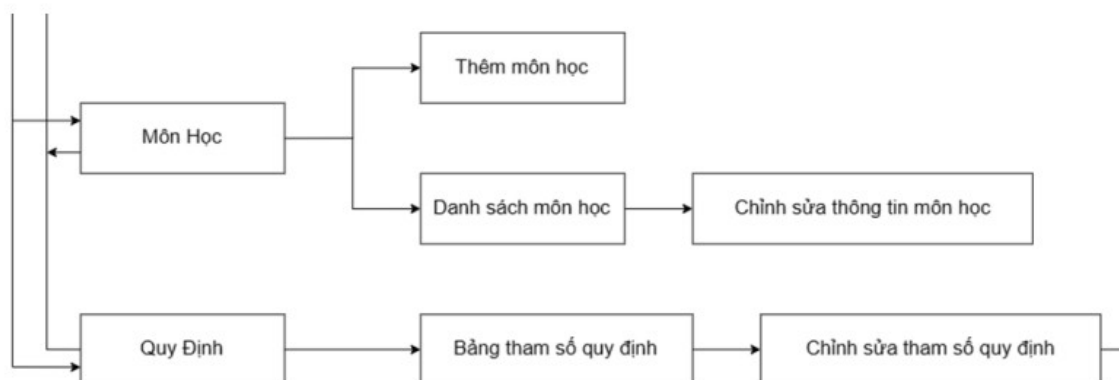 Thêm môn học
Môn Học
Danh sách môn học
Chỉnh sửa thông tin môn học
Quy Định
Bảng tham số quy định
Chỉnh sửa tham số quy định